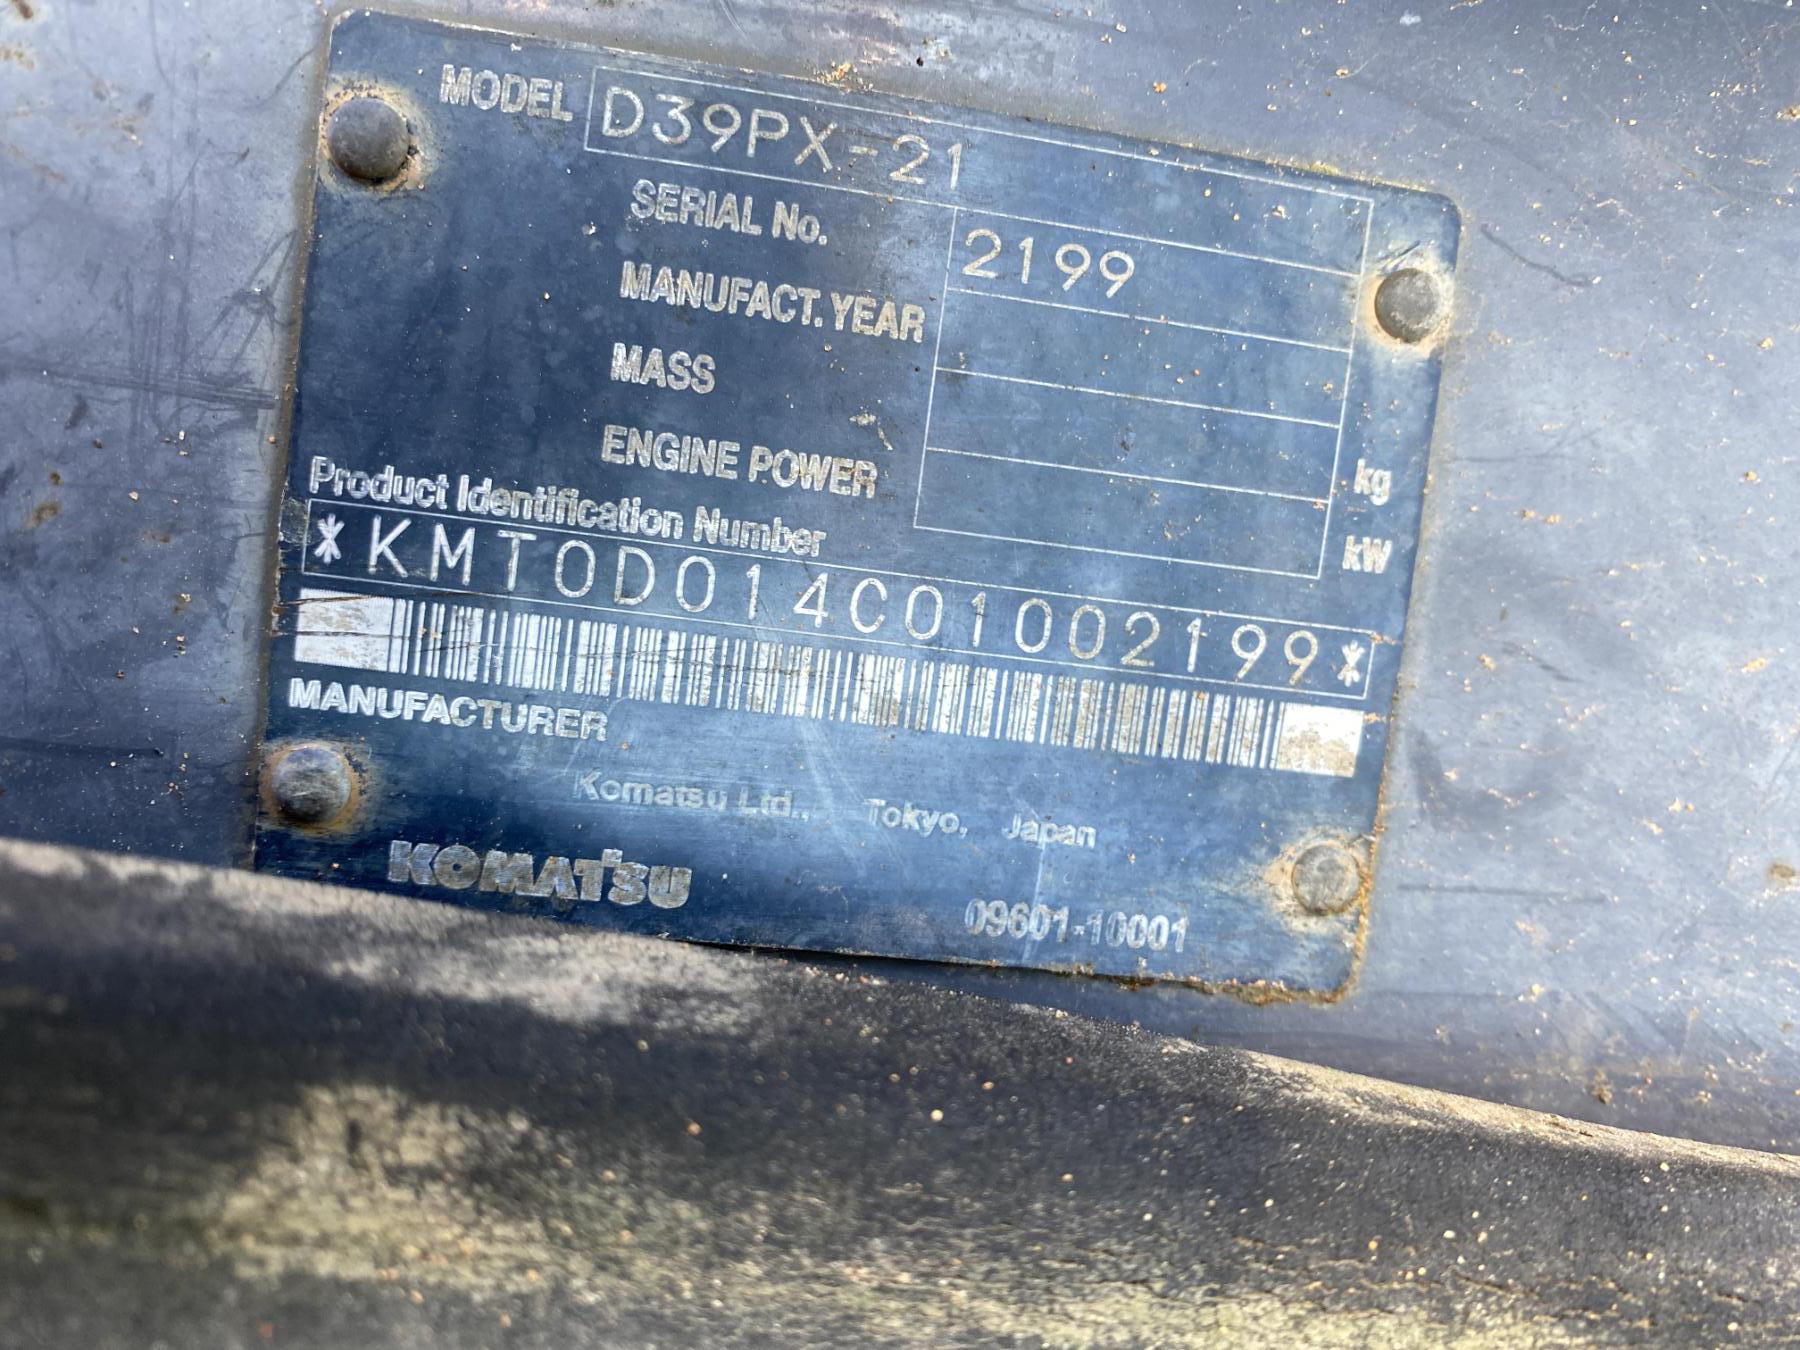 MODEL D39PX-21
SERIAL No. 2199
MANUFACT. YEAR
MASS kg
ENGINE POWER kW
Product Identification Number
*KMT0D014C01002199*
MANUFACTURER
Komatsu Ltd., Tokyo, Japan
KOMATSU
09601-10001